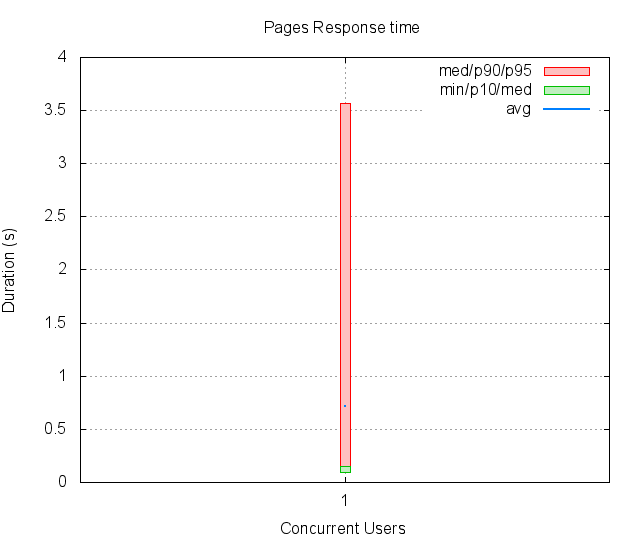 Pages Response time
med/p90/p95
min/p10/med
avg
4
3.5
3
2.5
2
1.5
1
0.5
0
Duration (s)
1
Concurrent Users